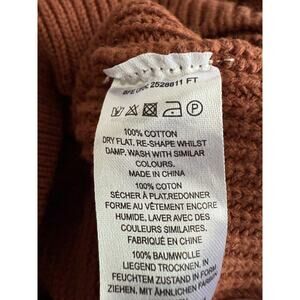 2528611 FT
100% COTTON
DRY FLAT, RE-SHAPE WHILST
DAMP, WASH WITH SIMILAR
COLOURS.
MADE IN CHINA
100% COTON
SÉCHER À PLAT,REDONNER
FORME AU VÊTEMENT ENCORE
HUMIDE, LAVER AVEC DES
COULEURS SIMILAIRES.
FABRIQUÉ EN CHINE
100% BAUMWOLLE
LIEGEND TROCKNEN, IN
FEUCHTEM ZUSTAND IN FORM
ZIEHEN, MIT ÄHNLICHEN FARBEN